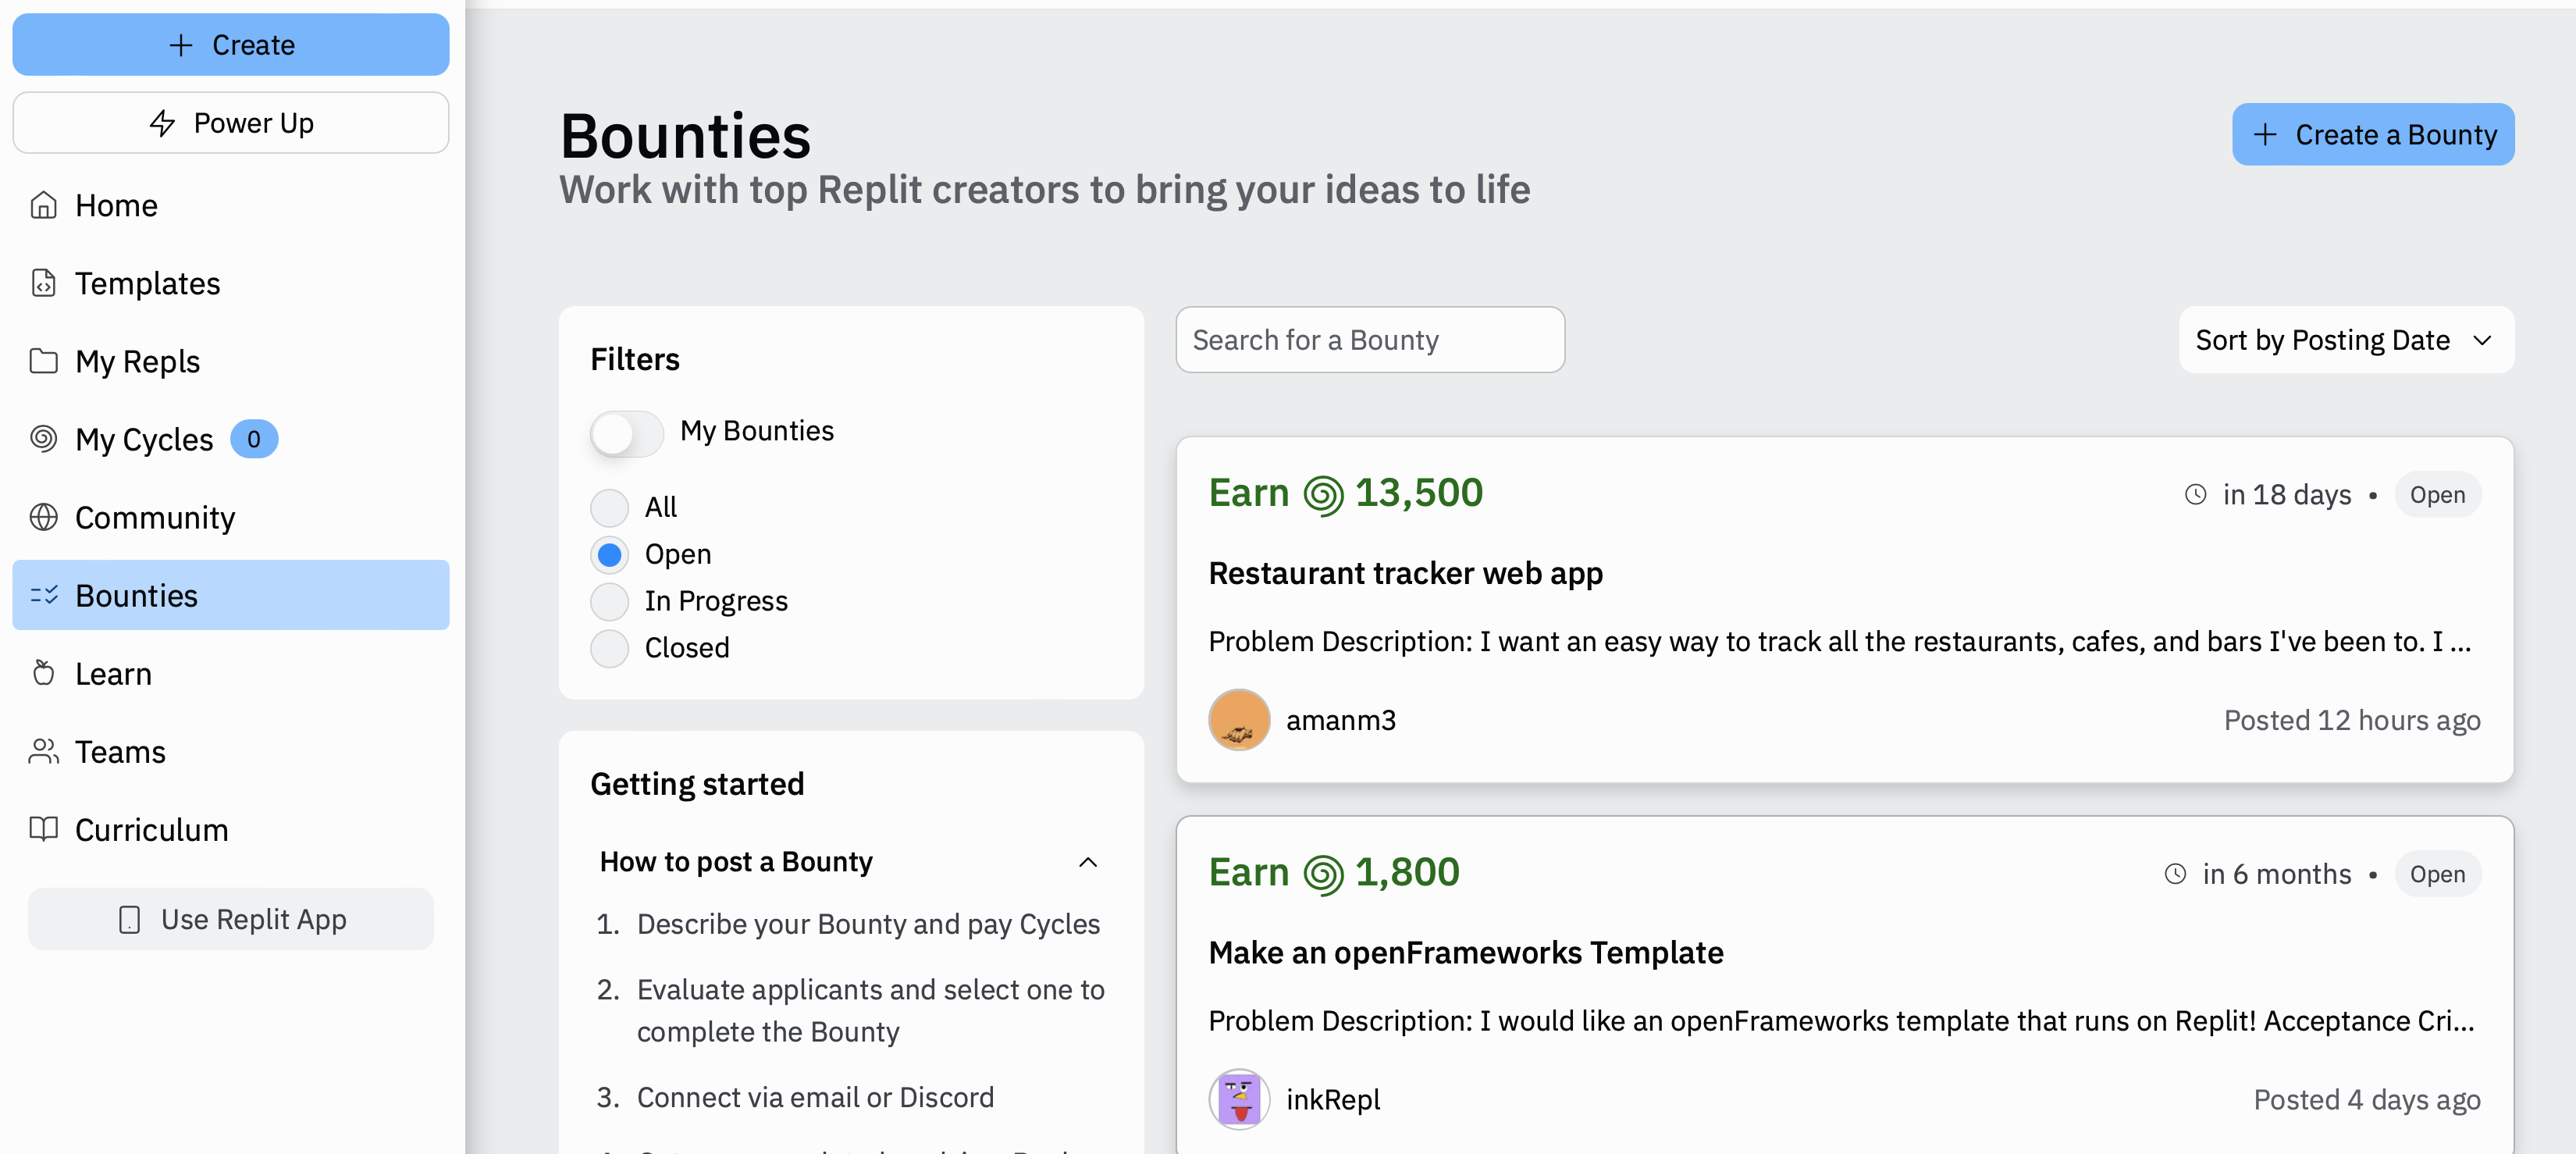 Create
Power Up
Home
Templates
My Repls
My Cycles 0
Community
Bounties
Learn
Teams
Curriculum
Use Replit App
Bounties
Work with top Replit creators to bring your ideas to life
Create a Bounty
Filters
My Bounties
All
Open
In Progress
Closed
Getting started
How to post a Bounty
1. Describe your Bounty and pay Cycles
2. Evaluate applicants and select one to
complete the Bounty
3. Connect via email or Discord
Search for a Bounty
Sort by Posting Date
Earn 13,500
in 18 days • Open
Restaurant tracker web app
Problem Description: I want an easy way to track all the restaurants, cafes, and bars I've been to. I ...
amanm3
Posted 12 hours ago
Earn 1,800
in 6 months • Open
Make an openFrameworks Template
Problem Description: I would like an openFrameworks template that runs on Replit! Acceptance Cri...
inkRepl
Posted 4 days ago